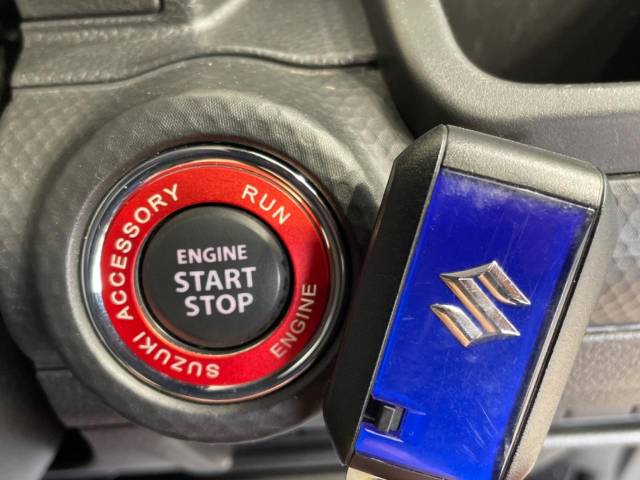 ENGINE
START
STOP
SUZUKI ACCESSORY RUN ENGINE